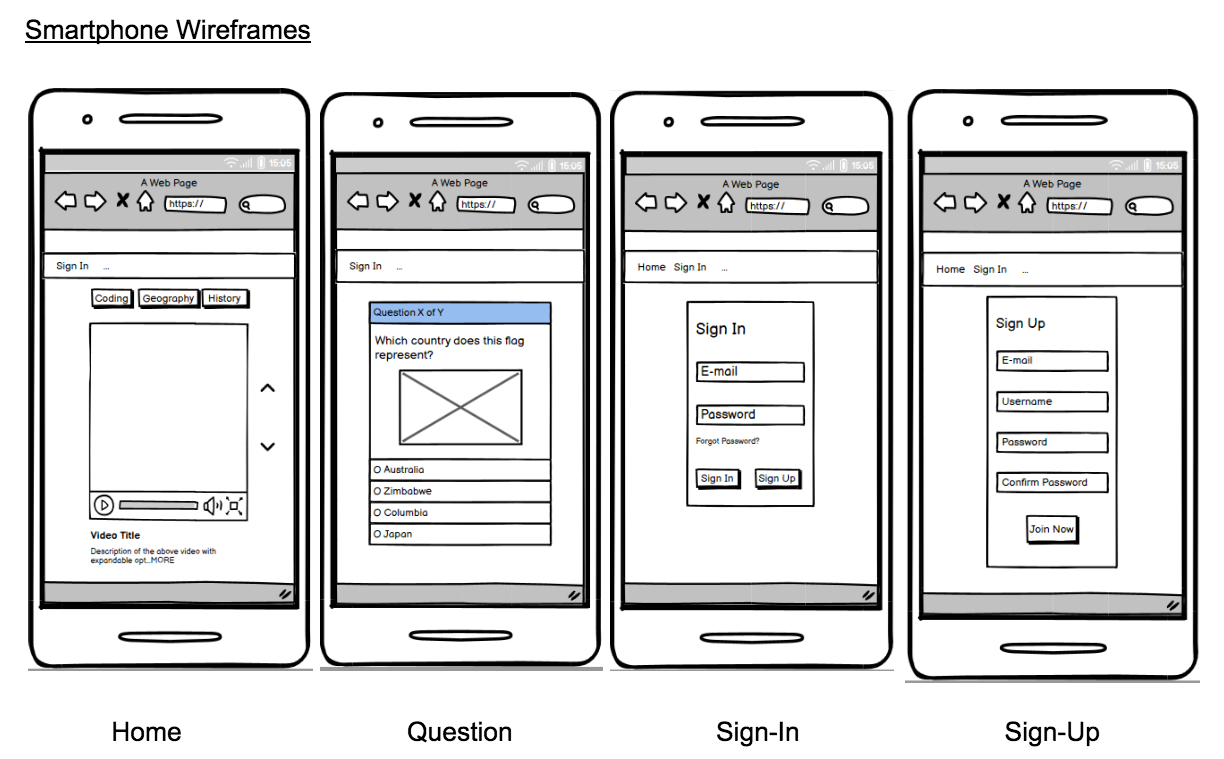 Smartphone Wireframes
15:05
A Web Page
https://
Sign In ...
Coding Geography History
Video Title
Description of the above video with
expandable opt...MORE
Home
15:05
A Web Page
https://
Sign In ...
Question X of Y
Which country does this flag
represent?
O Australia
O Zimbabwe
O Columbia
O Japan
Question
15:05
A Web Page
https://
Home Sign In ...
Sign In
E-mail
Password
Forgot Password?
Sign In Sign Up
Sign-In
15:05
A Web Page
https://
Home Sign In ...
Sign Up
E-mail
Username
Password
Confirm Password
Join Now
Sign-Up